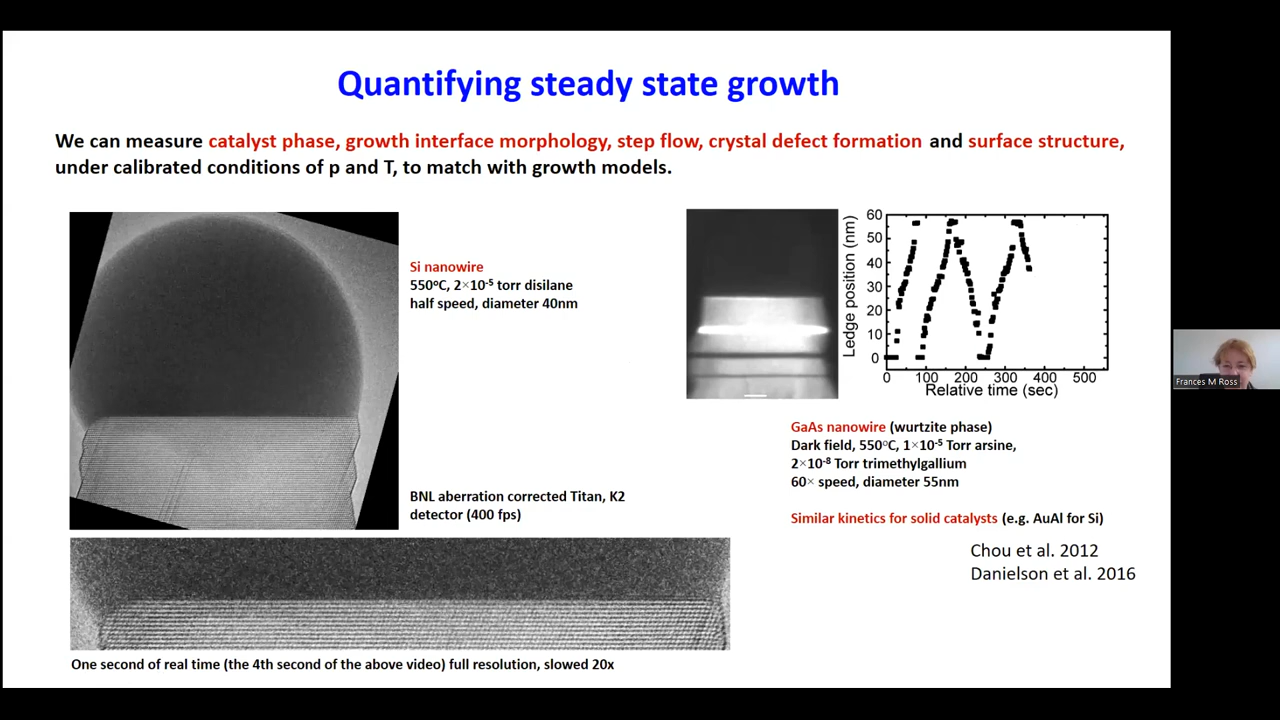 Quantifying steady state growth
We can measure catalyst phase, growth interface morphology, step flow, crystal defect formation and surface structure,
under calibrated conditions of p and T, to match with growth models.
Si nanowire
550°C, 2×10⁻⁵ torr disilane
half speed, diameter 40nm
BNL aberration corrected Titan, K2
detector (400 fps)
One second of real time (the 4th second of the above video) full resolution, slowed 20x
Ledge position (nm)
60
50
40
30
20
10
0
0 100 200 300 400 500
Relative time (sec)
GaAs nanowire (wurtzite phase)
Dark field, 550°C, 1×10⁻⁵ Torr arsine,
2×10⁻⁸ Torr trimethylgallium
60× speed, diameter 55nm
Similar kinetics for solid catalysts (e.g. AuAl for Si)
Chou et al. 2012
Danielson et al. 2016
Frances M Ross